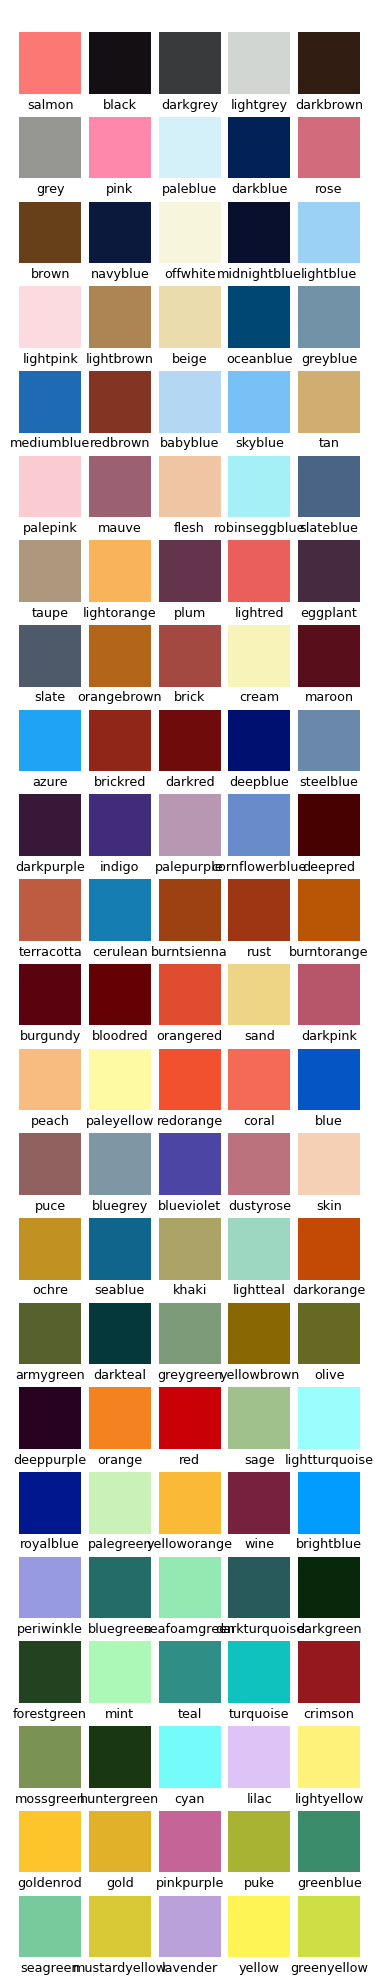 salmon black darkgrey lightgrey darkbrown
grey pink paleblue darkblue rose
brown navyblue offwhite midnightblue lightblue
lightpink lightbrown beige oceanblue greyblue
mediumblue redbrown babyblue skyblue tan
palepink mauve flesh robinseggblue slateblue
taupe lightorange plum lightred eggplant
slate orangebrown brick cream maroon
azure brickred darkred deepblue steelblue
darkpurple indigo palepurple cornflowerblue deepred
terracotta cerulean burntsienna rust burntorange
burgundy bloodred orangered sand darkpink
peach paleyellow redorange coral blue
puce bluegrey blueviolet dustyrose skin
ochre seablue khaki lightteal darkorange
armygreen darkteal greygreen yellowbrown olive
deeppurple orange red sage lightturquoise
royalblue palegreen yelloworange wine brightblue
periwinkle bluegreen seafoamgreen darkturquoise darkgreen
forestgreen mint teal turquoise crimson
mossgreen huntergreen cyan lilac lightyellow
goldenrod gold pinkpurple puke greenblue
seagreen mustardyellow lavender yellow greenyellow